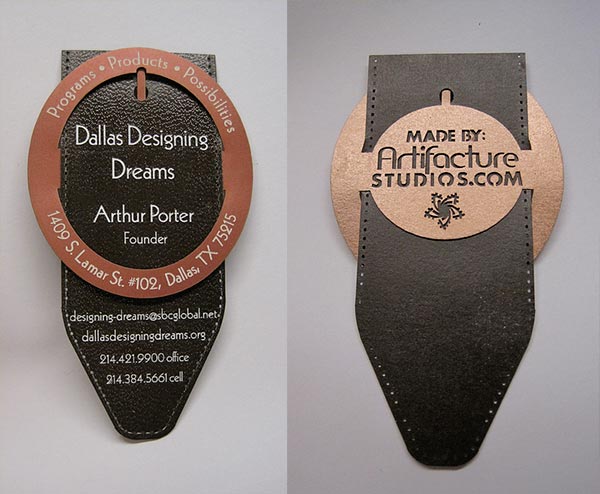 Programs • Products • Possibilities
Dallas Designing
Dreams
Arthur Porter
Founder
1409 S. Lamar St. #102, Dallas, TX 75215
designing-dreams@sbcglobal.net
dallasdesigningdreams.org
214.421.9900 office
214.384.5661 cell
MADE BY:
Artifacture
STUDIOS.COM